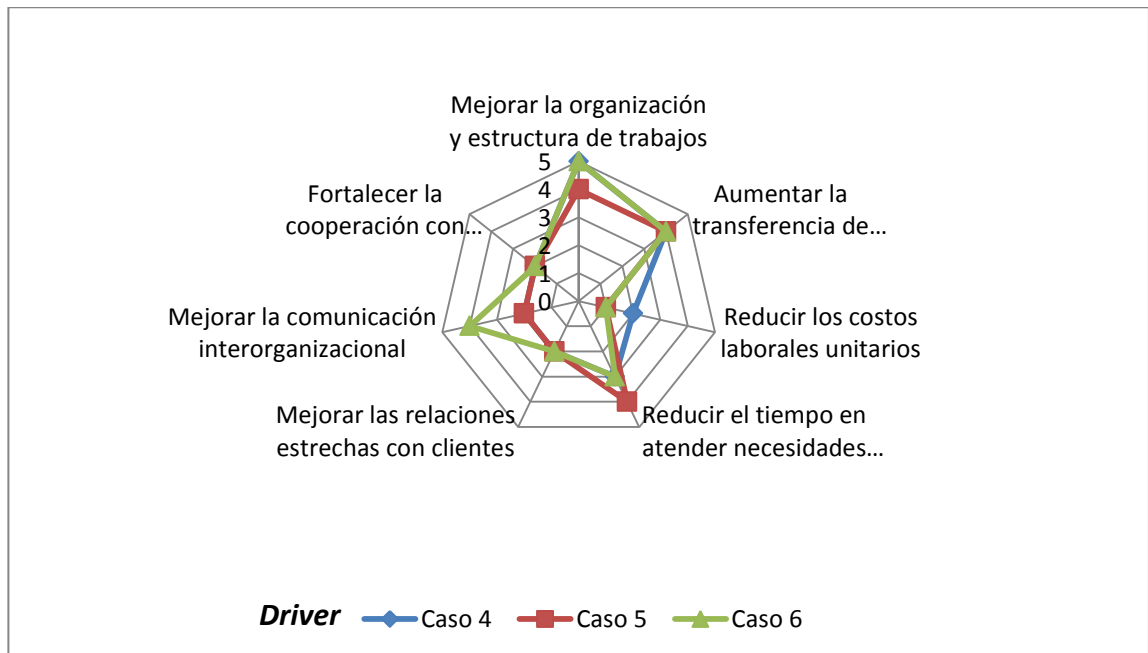 Mejorar la organización
y estructura de trabajos
Aumentar la
transferencia de...
Reducir los costos
laborales unitarios
Reducir el tiempo en
atender necesidades...
Mejorar las relaciones
estrechas con clientes
Mejorar la comunicación
interorganizacional
Fortalecer la
cooperación con...
5
4
3
2
1
0
Driver Caso 4 Caso 5 Caso 6